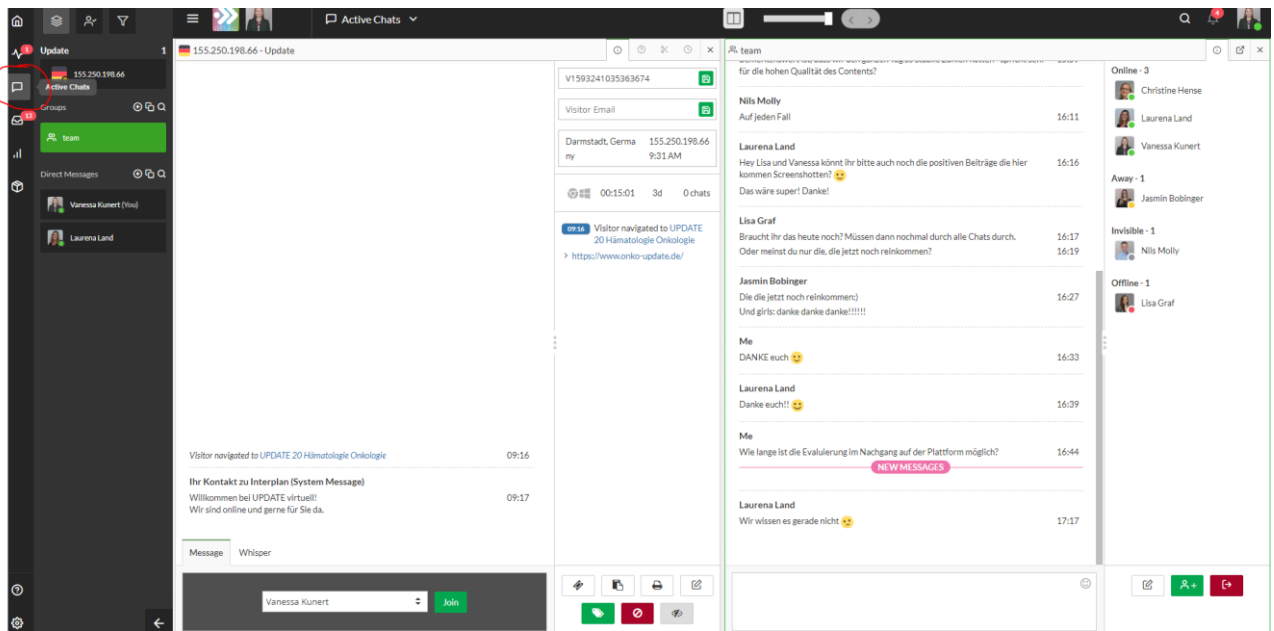 Active Chats
4
1
Update 1
155.250.198.66
Active Chats
Groups
13
team
Direct Messages
Vanessa Kunert (You)
Laurena Land
155.250.198.66 - Update
Visitor navigated to UPDATE 20 Hämatologie Onkologie 09:16
Ihr Kontakt zu Interplan (System Message)
Willkommen bei UPDATE virtuell! 09:17
Wir sind online und gerne für Sie da.
Message Whisper
Vanessa Kunert Join
V1593241035363674
Visitor Email
Darmstadt, Germa 155.250.198.66
ny 9:31 AM
00:15:01 3d 0 chats
09:16 Visitor navigated to UPDATE
20 Hämatologie Onkologie
> https://www.onko-update.de/
team
für die hohen Qualität des Contents?
Nils Molly
Auf jeden Fall 16:11
Laurena Land
Hey Lisa und Vanessa könnt ihr bitte auch noch die positiven Beiträge die hier 16:16
kommen Screenshotten?
Das wäre super! Danke!
Lisa Graf
Braucht ihr das heute noch? Müssen dann nochmal durch alle Chats durch. 16:17
Oder meinst du nur die, die jetzt noch reinkommen? 16:19
Jasmin Bobinger
Die die jetzt noch reinkommen:) 16:27
Und girls: danke danke danke!!!!!!
Me
DANKE euch 16:33
Laurena Land
Danke euch!! 16:39
Me
Wie lange ist die Evaluierung im Nachgang auf der Plattform möglich? 16:44
NEW MESSAGES
Laurena Land
Wir wissen es gerade nicht 17:17
Online - 3
Christine Hense
Laurena Land
Vanessa Kunert
Away - 1
Jasmin Bobinger
Invisible - 1
Nils Molly
Offline - 1
Lisa Graf